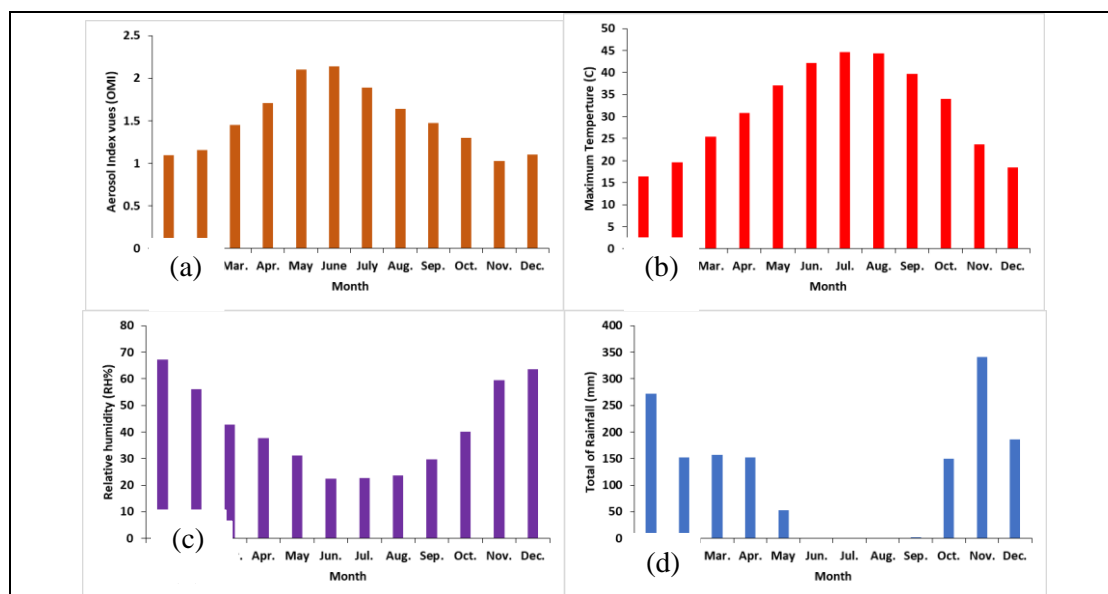 Aerosol Index vues (OMI)
2.5
2
1.5
1
0.5
0
Mar. Apr. May June July Aug. Sep. Oct. Nov. Dec.
Month
(a)
Maximum Temperture (C)
50
45
40
35
30
25
20
15
10
5
0
Mar. Apr. May Jun. Jul. Aug. Sep. Oct. Nov. Dec.
Month
(b)
Relative humidity (RH%)
80
70
60
50
40
30
20
10
0
Apr. May Jun. Jul. Aug. Sep. Oct. Nov. Dec.
Month
(c)
Total of Rainfall (mm)
400
350
300
250
200
150
100
50
0
Mar. Apr. May Jun. Jul. Aug. Sep. Oct. Nov. Dec.
Month
(d)